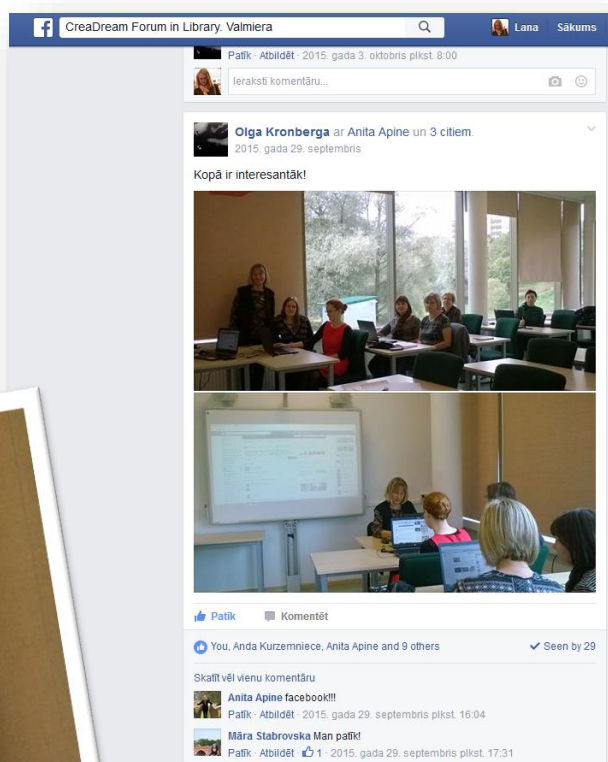 f CreaDream Forum in Library. Valmiera Lana Sākums
Patīk · Atbildēt · 2015. gada 3. oktobris plkst. 8:00
Ieraksti komentāru...
Olga Kronberga ar Anita Apine un 3 citiem.
2015. gada 29. septembris
Kopā ir interesantāk!
Patīk Komentēt
You, Anda Kurzemniece, Anita Apine and 9 others Seen by 29
Skatīt vēl vienu komentāru
Anita Apine facebook!!!
Patīk · Atbildēt · 2015. gada 29. septembris plkst. 16:04
Māra Stabrovska Man patīk!
Patīk · Atbildēt · 1 · 2015. gada 29. septembris plkst. 17:31